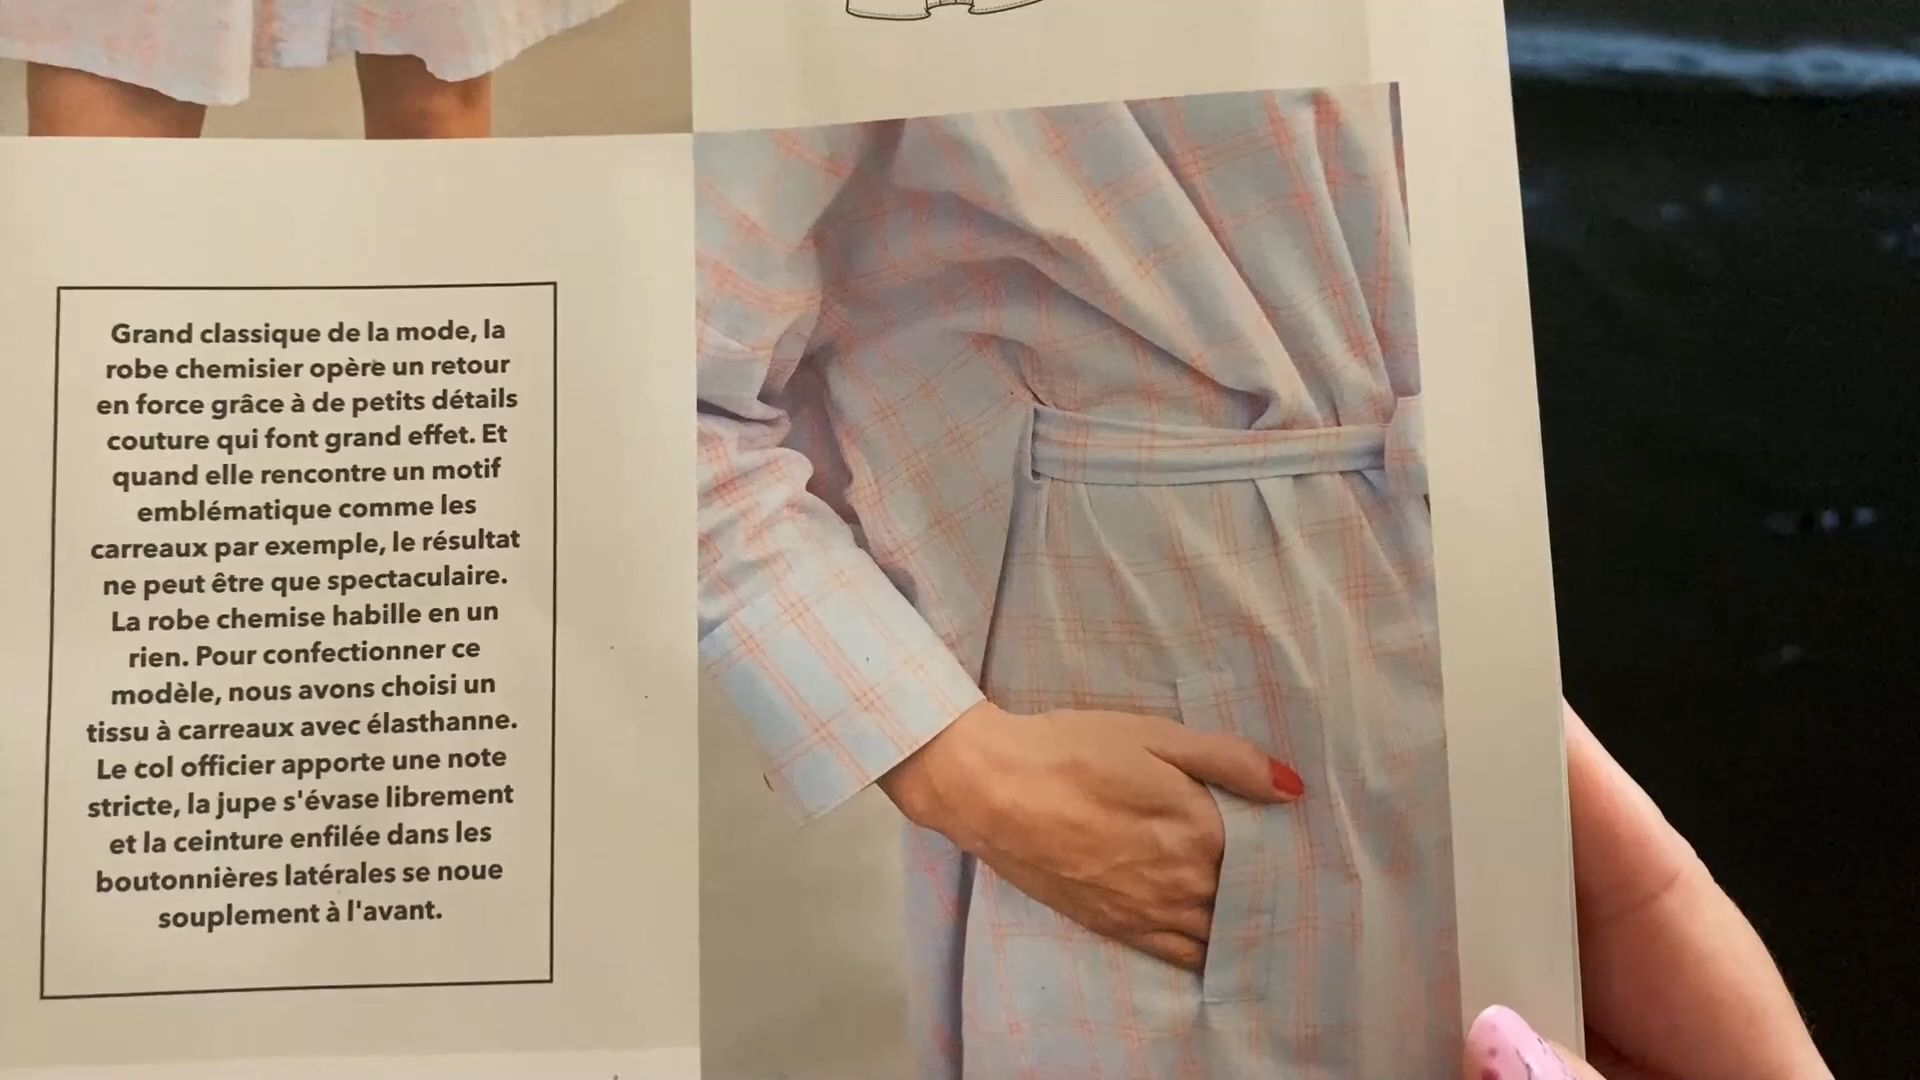 Grand classique de la mode, la
robe chemisier opère un retour
en force grâce à de petits détails
couture qui font grand effet. Et
quand elle rencontre un motif
emblématique comme les
carreaux par exemple, le résultat
ne peut être que spectaculaire.
La robe chemise habille en un
rien. Pour confectionner ce
modèle, nous avons choisi un
tissu à carreaux avec élasthanne.
Le col officier apporte une note
stricte, la jupe s'évase librement
et la ceinture enfilée dans les
boutonnières latérales se noue
souplement à l'avant.